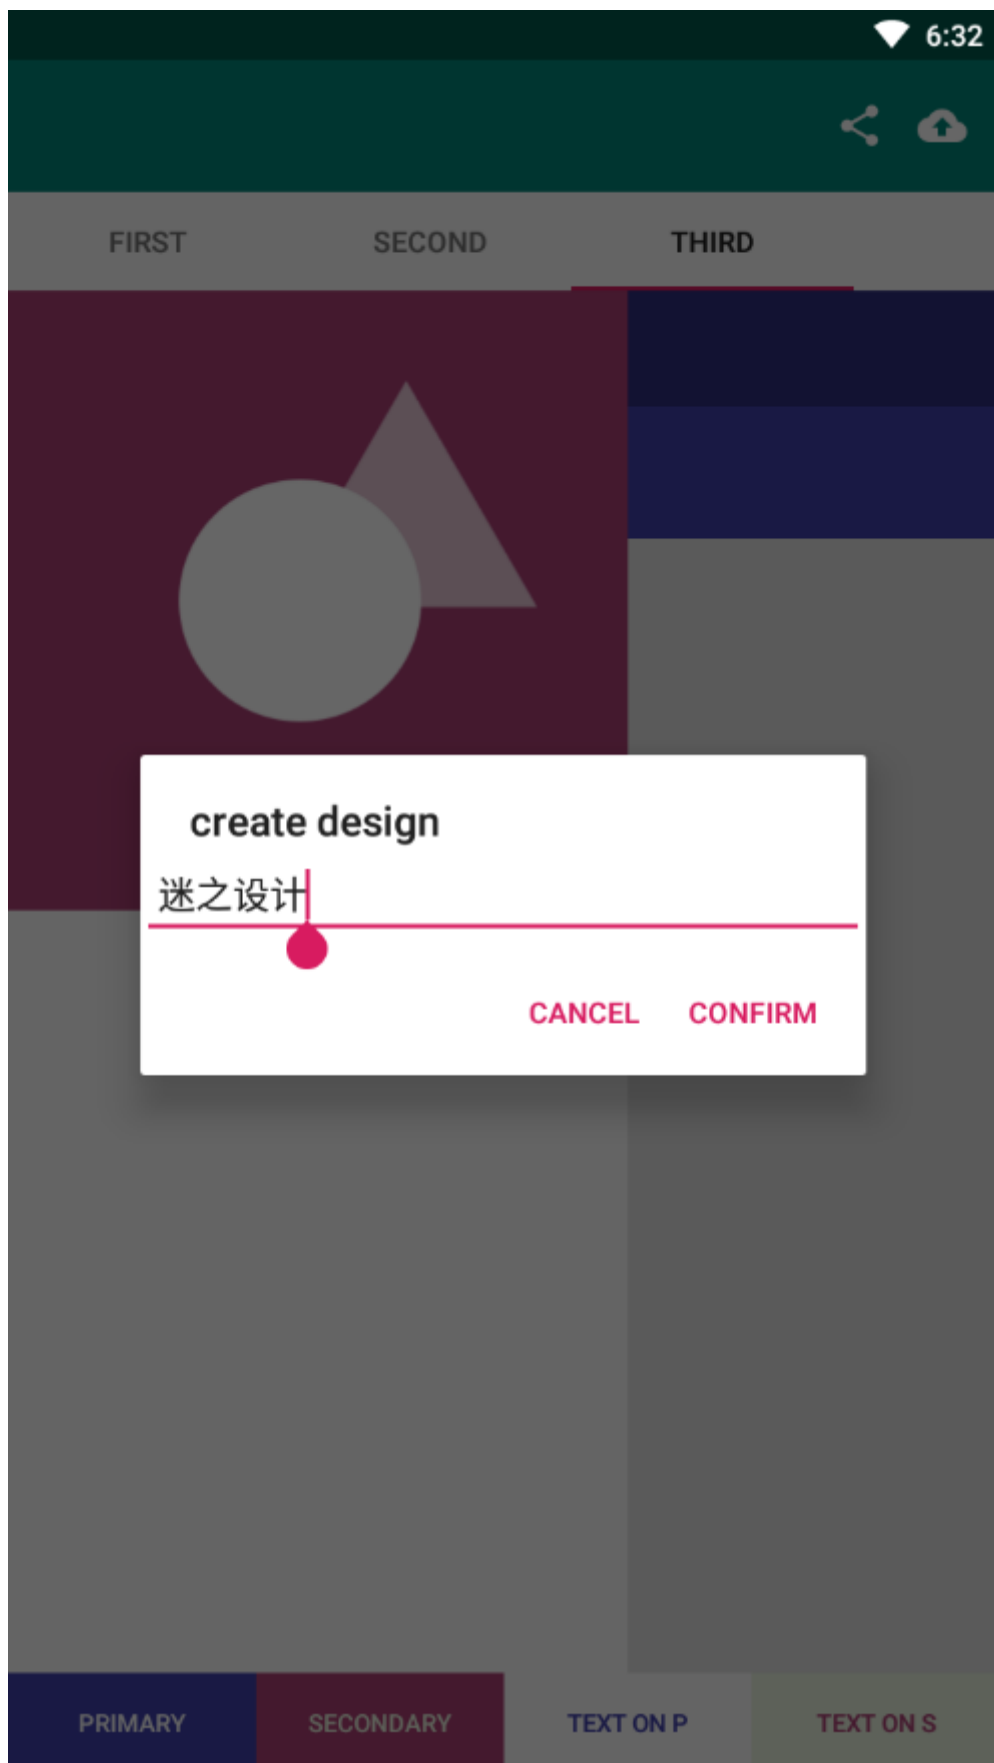 6:32
FIRST SECOND THIRD
create design
迷之设计
CANCEL CONFIRM
PRIMARY SECONDARY TEXT ON P TEXT ON S